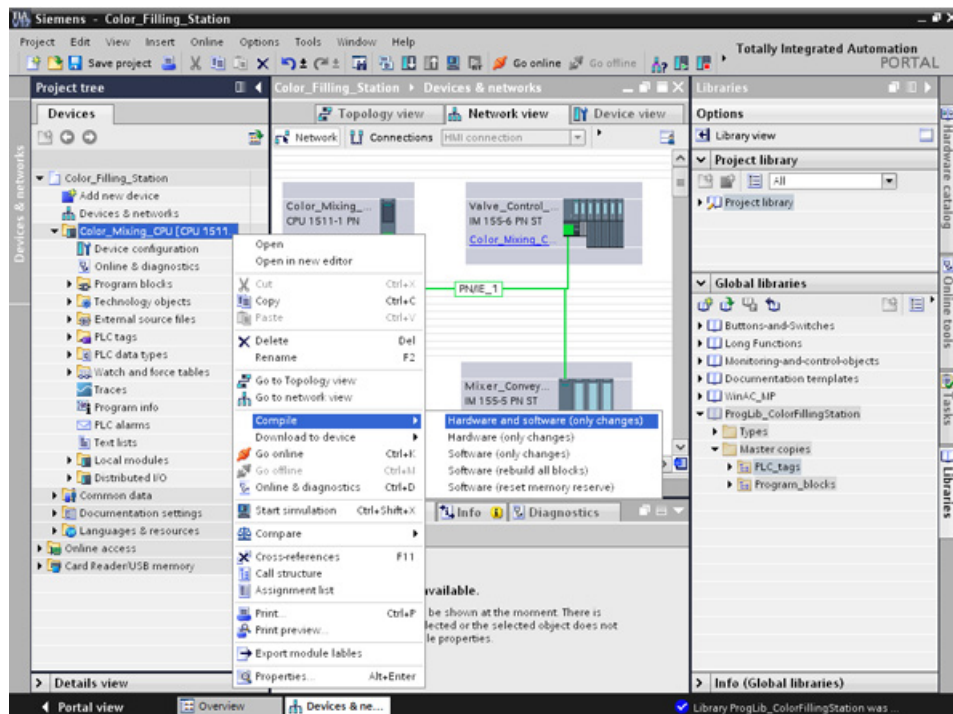 Siemens - Color_Filling_Station
Project Edit View Insert Online Options Tools Window Help
Save project Go online Go offline
Totally Integrated Automation
PORTAL
Project tree
Devices
Color_Filling_Station
Add new device
Devices & networks
Color_Mixing_CPU [CPU 1511
Device configuration
Online & diagnostics
Program blocks
Technology objects
External source files
PLC tags
PLC data types
Watch and force tables
Traces
Program info
PLC alarms
Text lists
Local modules
Distributed I/O
Common data
Documentation settings
Languages & resources
Online access
Card Reader/USB memory
Details view
Devices & networks
Color_Filling_Station Devices & networks
Topology view Network view Device view
Network Connections HMI connection
Color_Mixing_...
CPU 1511-1 PN
Valve_Control_...
IM 155-6 PN ST
Color_Mixing_C...
PN/IE_1
Mixer_Convey...
IM 155-5 PN ST
Open
Open in new editor
Cut Ctrl+X
Copy Ctrl+C
Paste Ctrl+V
Delete Del
Rename F2
Go to Topology view
Go to network view
Compile
Download to device
Go online Ctrl+K
Go offline Ctrl+M
Online & diagnostics Ctrl+D
Start simulation Ctrl+Shift+X
Compare
Cross-references F11
Call structure
Assignment list
Print... Ctrl+P
Print preview...
Export module lables
Properties... Alt+Enter
Hardware and software (only changes)
Hardware (only changes)
Software (only changes)
Software (rebuild all blocks)
Software (reset memory reserve)
Info Diagnostics
available.
be shown at the moment. There is
lected or the selected object does not
le properties.
Libraries
Options
Library view
Project library
All
Project library
Global libraries
Buttons-and-Switches
Long Functions
Monitoring-and-control-objects
Documentation templates
WinAC_MP
ProgLib_ColorFillingStation
Types
Master copies
PLC_tags
Program_blocks
Info (Global libraries)
Hardware catalog
Online tools
Tasks
Libraries
Portal view Overview Devices & ne...
Library ProgLib_ColorFillingStation was ...